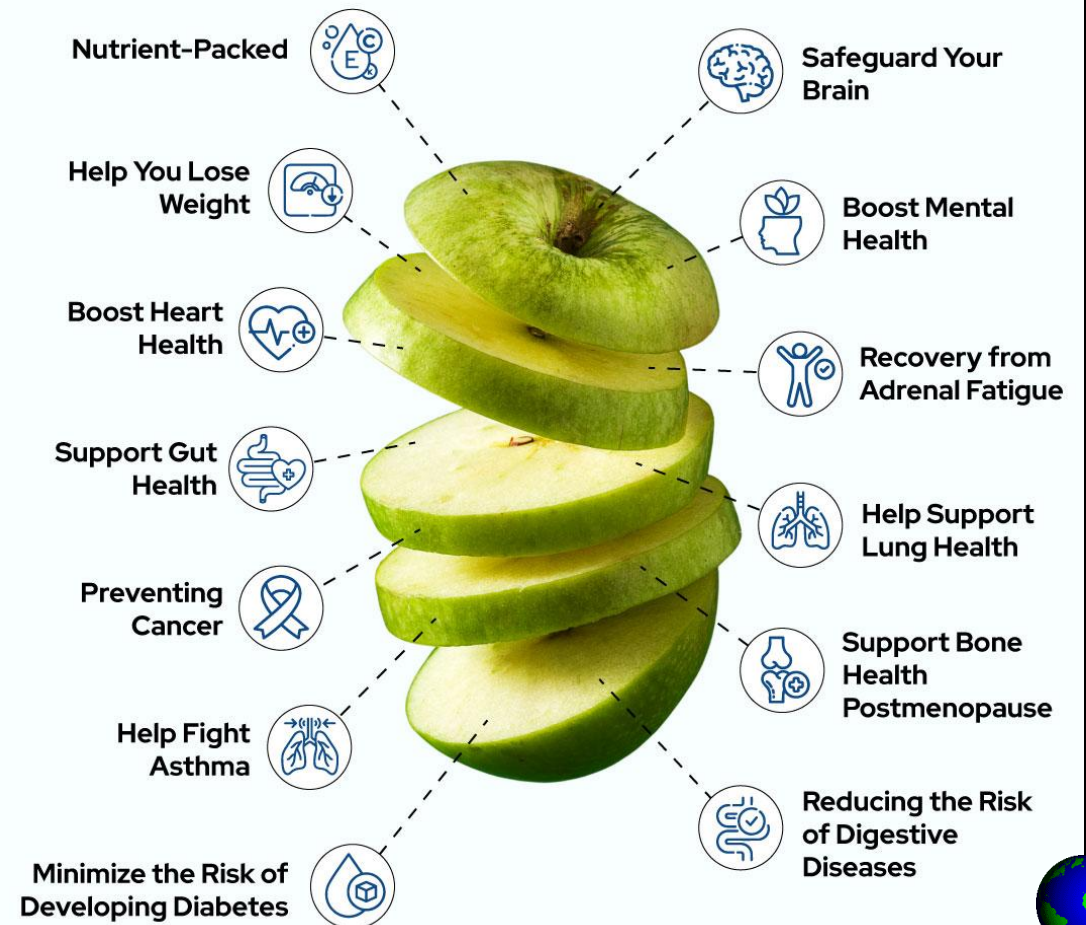 Nutrient-Packed
Help You Lose
Weight
Boost Heart
Health
Support Gut
Health
Preventing
Cancer
Help Fight
Asthma
Minimize the Risk of
Developing Diabetes
Safeguard Your
Brain
Boost Mental
Health
Recovery from
Adrenal Fatigue
Help Support
Lung Health
Support Bone
Health
Postmenopause
Reducing the Risk
of Digestive
Diseases
C
E
K